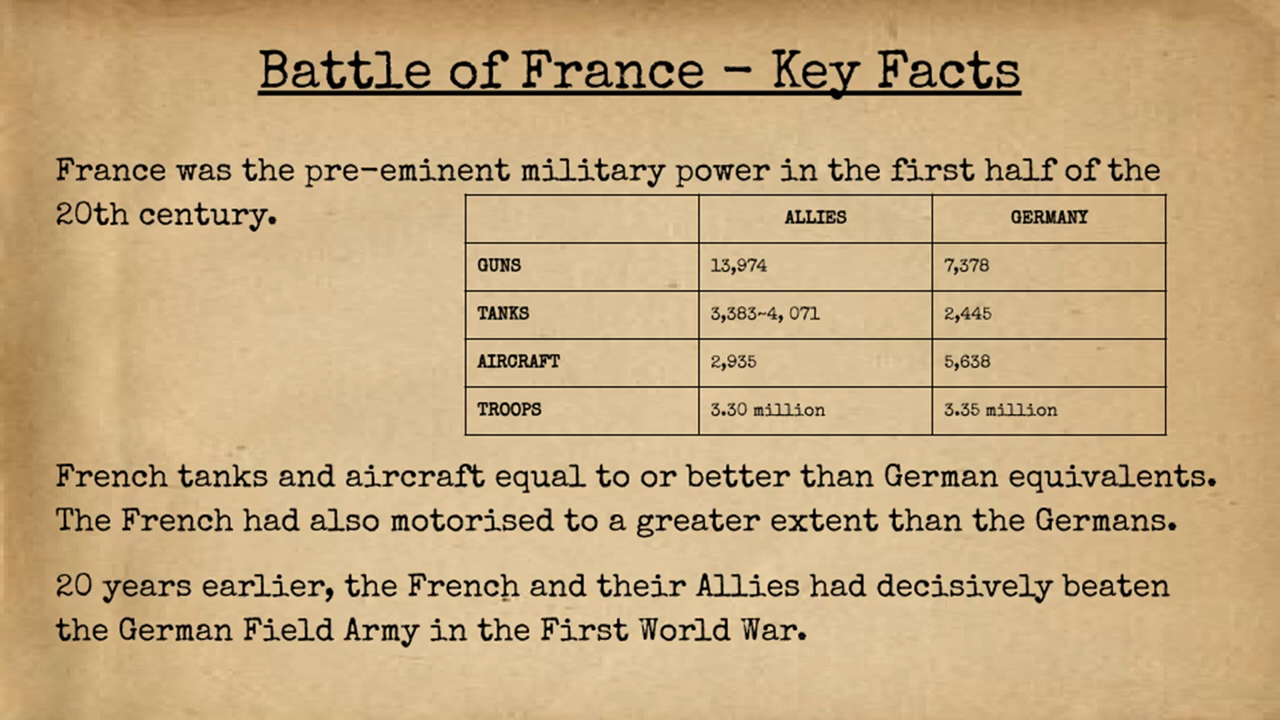 Battle of France - Key Facts
France was the pre-eminent military power in the first half of the
20th century.
ALLIES GERMANY
GUNS 13,974 7,378
TANKS 3,383~4, 071 2,445
AIRCRAFT 2,935 5,638
TROOPS 3.30 million 3.35 million
French tanks and aircraft equal to or better than German equivalents.
The French had also motorised to a greater extent than the Germans.
20 years earlier, the French and their Allies had decisively beaten
the German Field Army in the First World War.